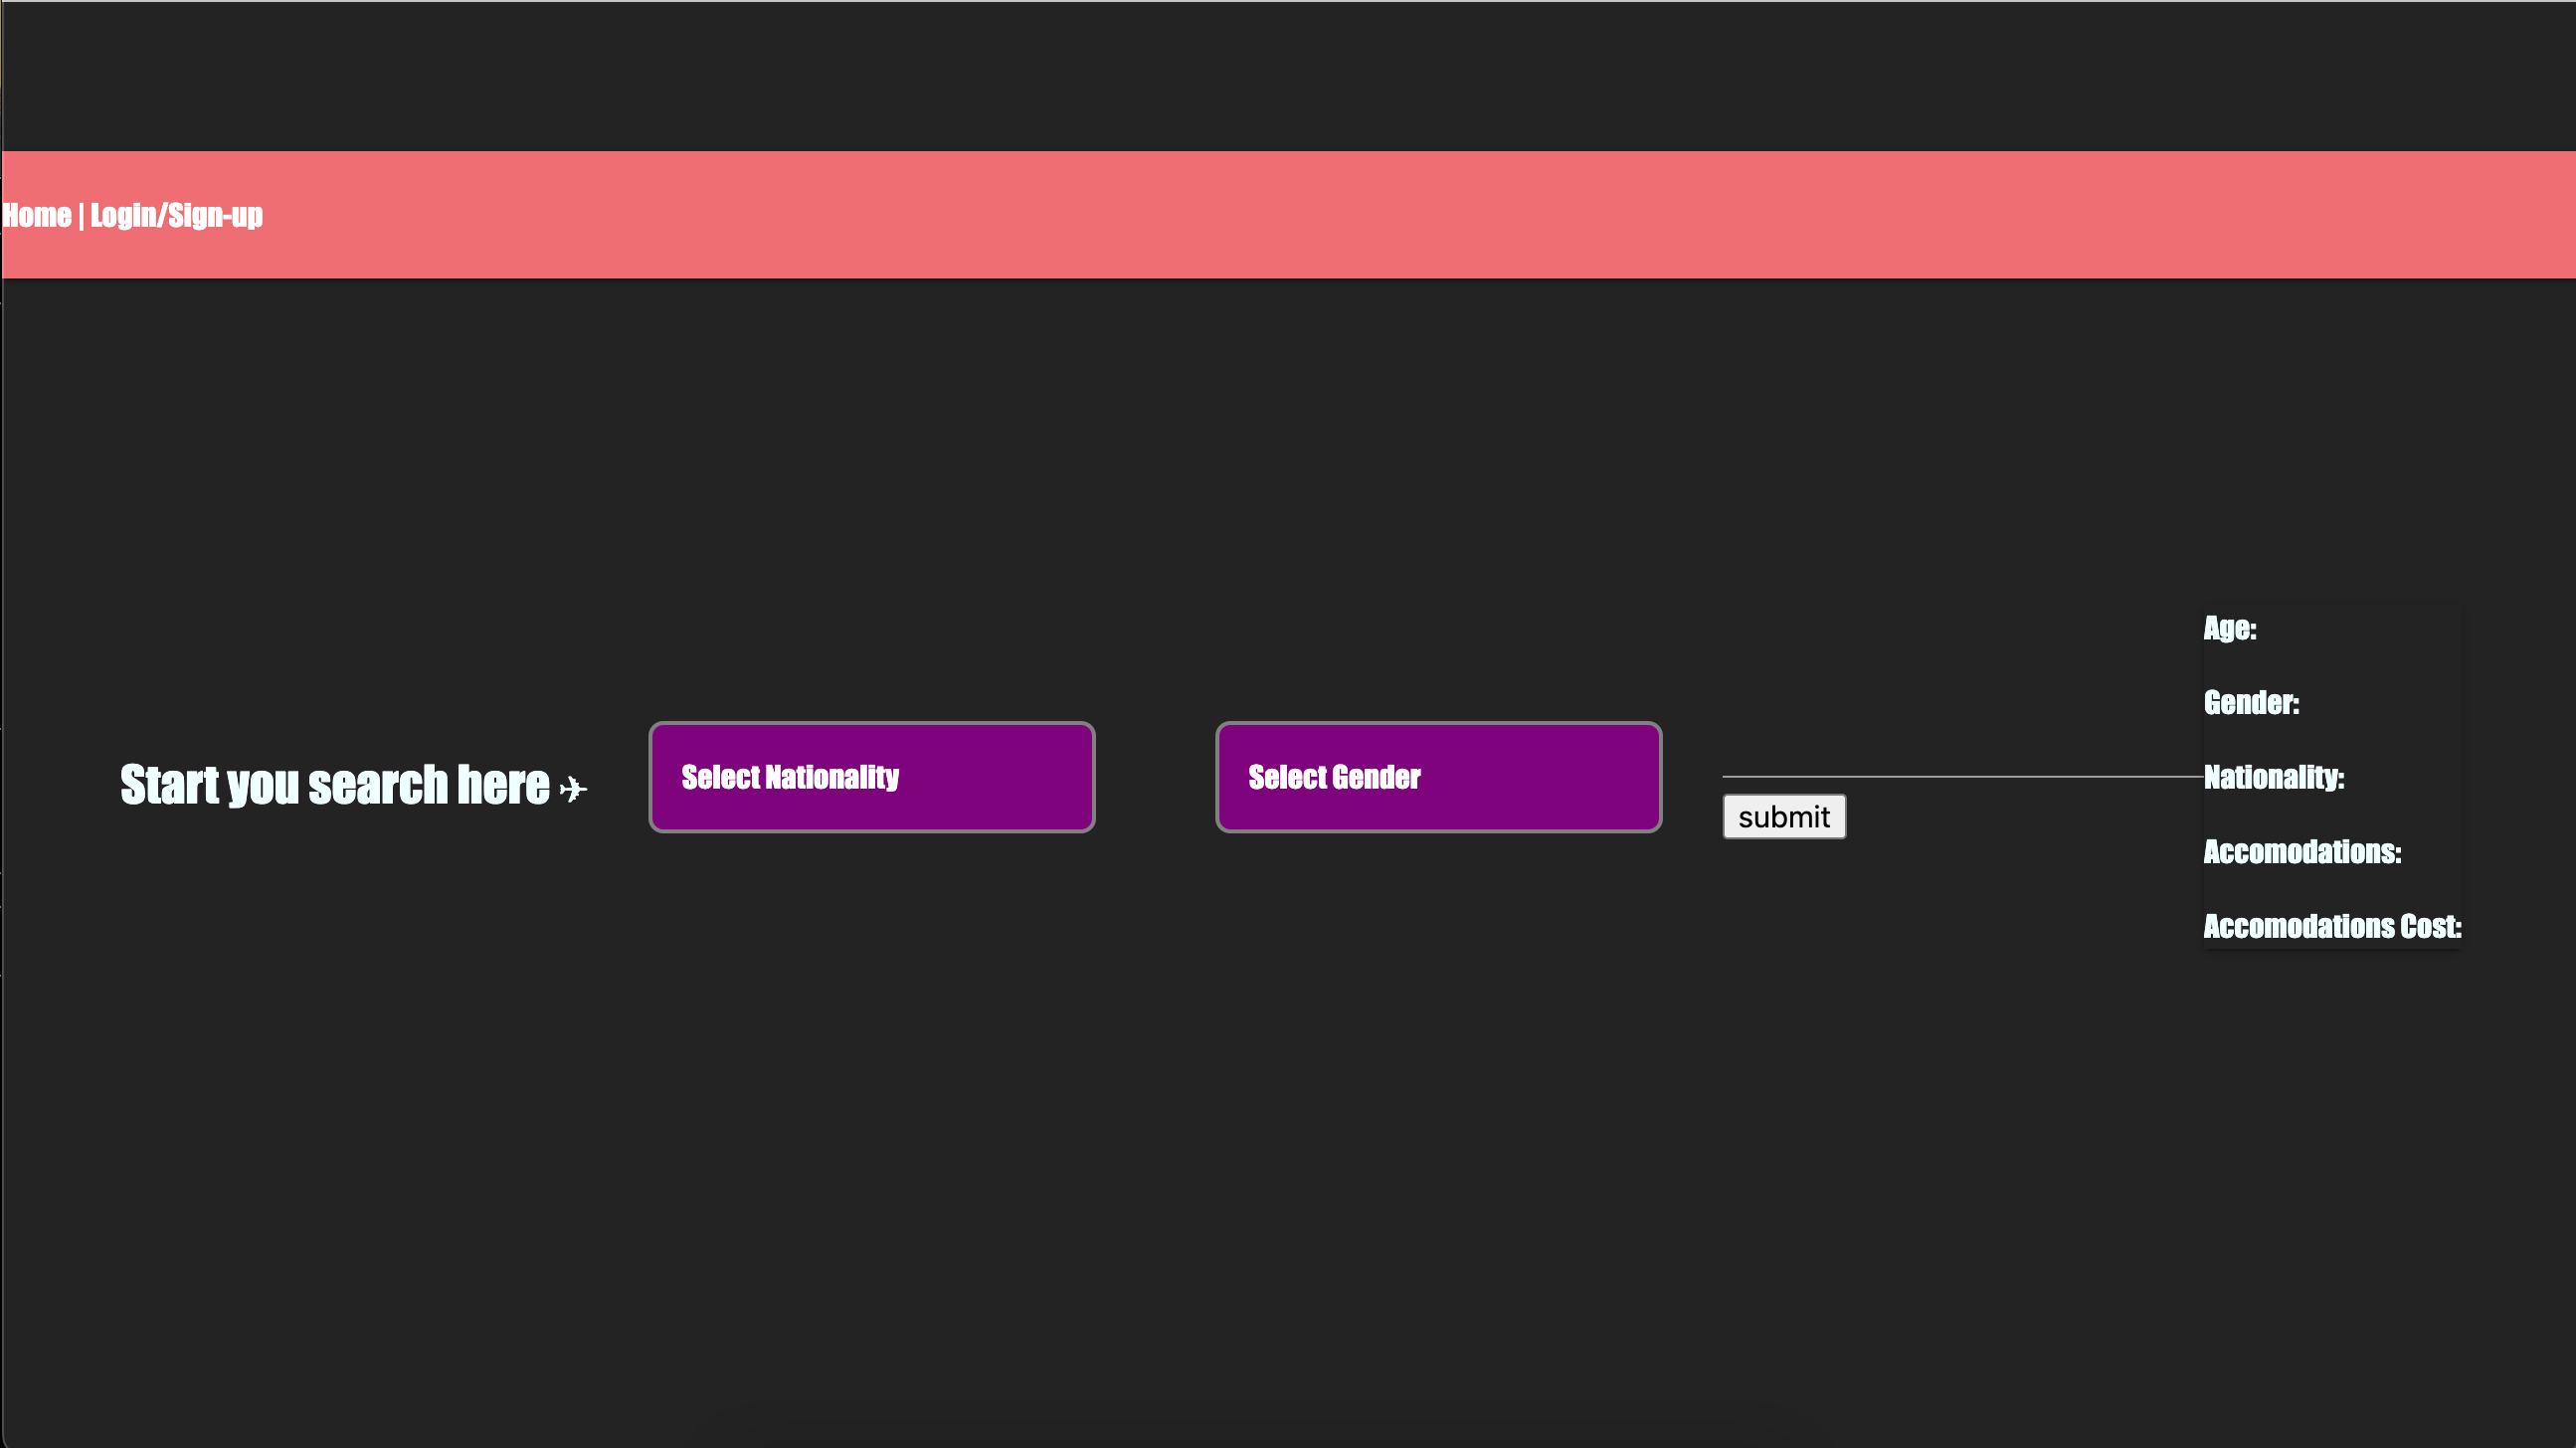 Home | Login/Sign-up
Start you search here ✈
Select Nationality
Select Gender
submit
Age:
Gender:
Nationality:
Accomodations:
Accomodations Cost: